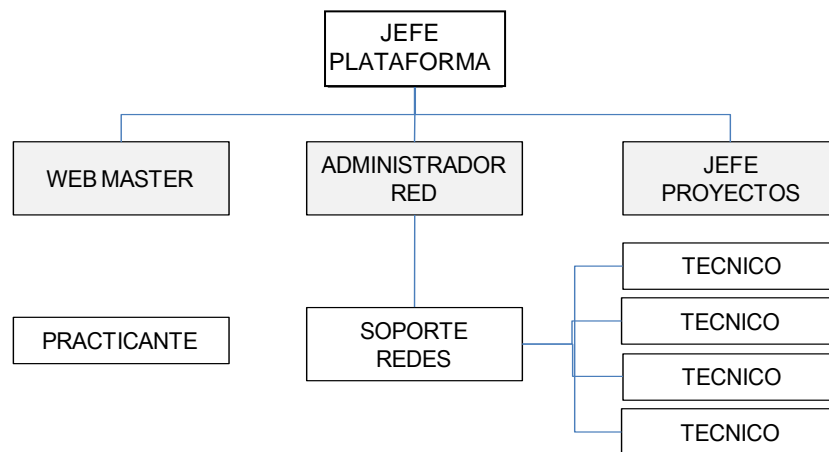 JEFE
PLATAFORMA
WEB MASTER
ADMINISTRADOR
RED
JEFE
PROYECTOS
TECNICO
PRACTICANTE
SOPORTE
REDES
TECNICO
TECNICO
TECNICO